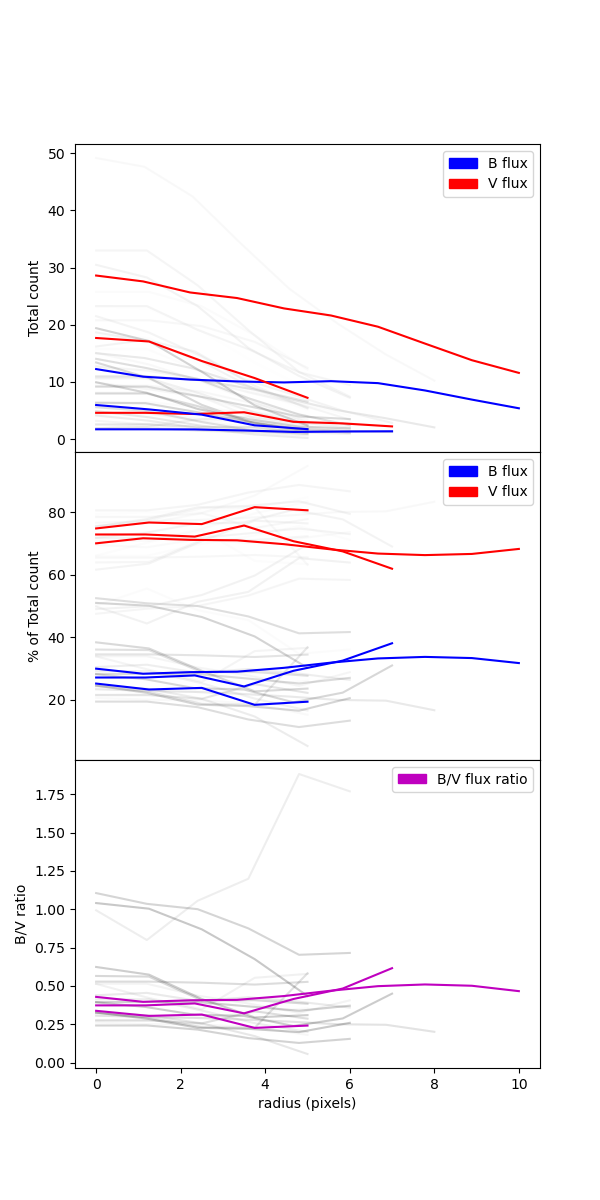 50
40
30
20
10
0
Total count
B flux
V flux
80
60
40
20
% of Total count
B flux
V flux
1.75
1.50
1.25
1.00
0.75
0.50
0.25
0.00
B/V ratio
B/V flux ratio
0 2 4 6 8 10
radius (pixels)